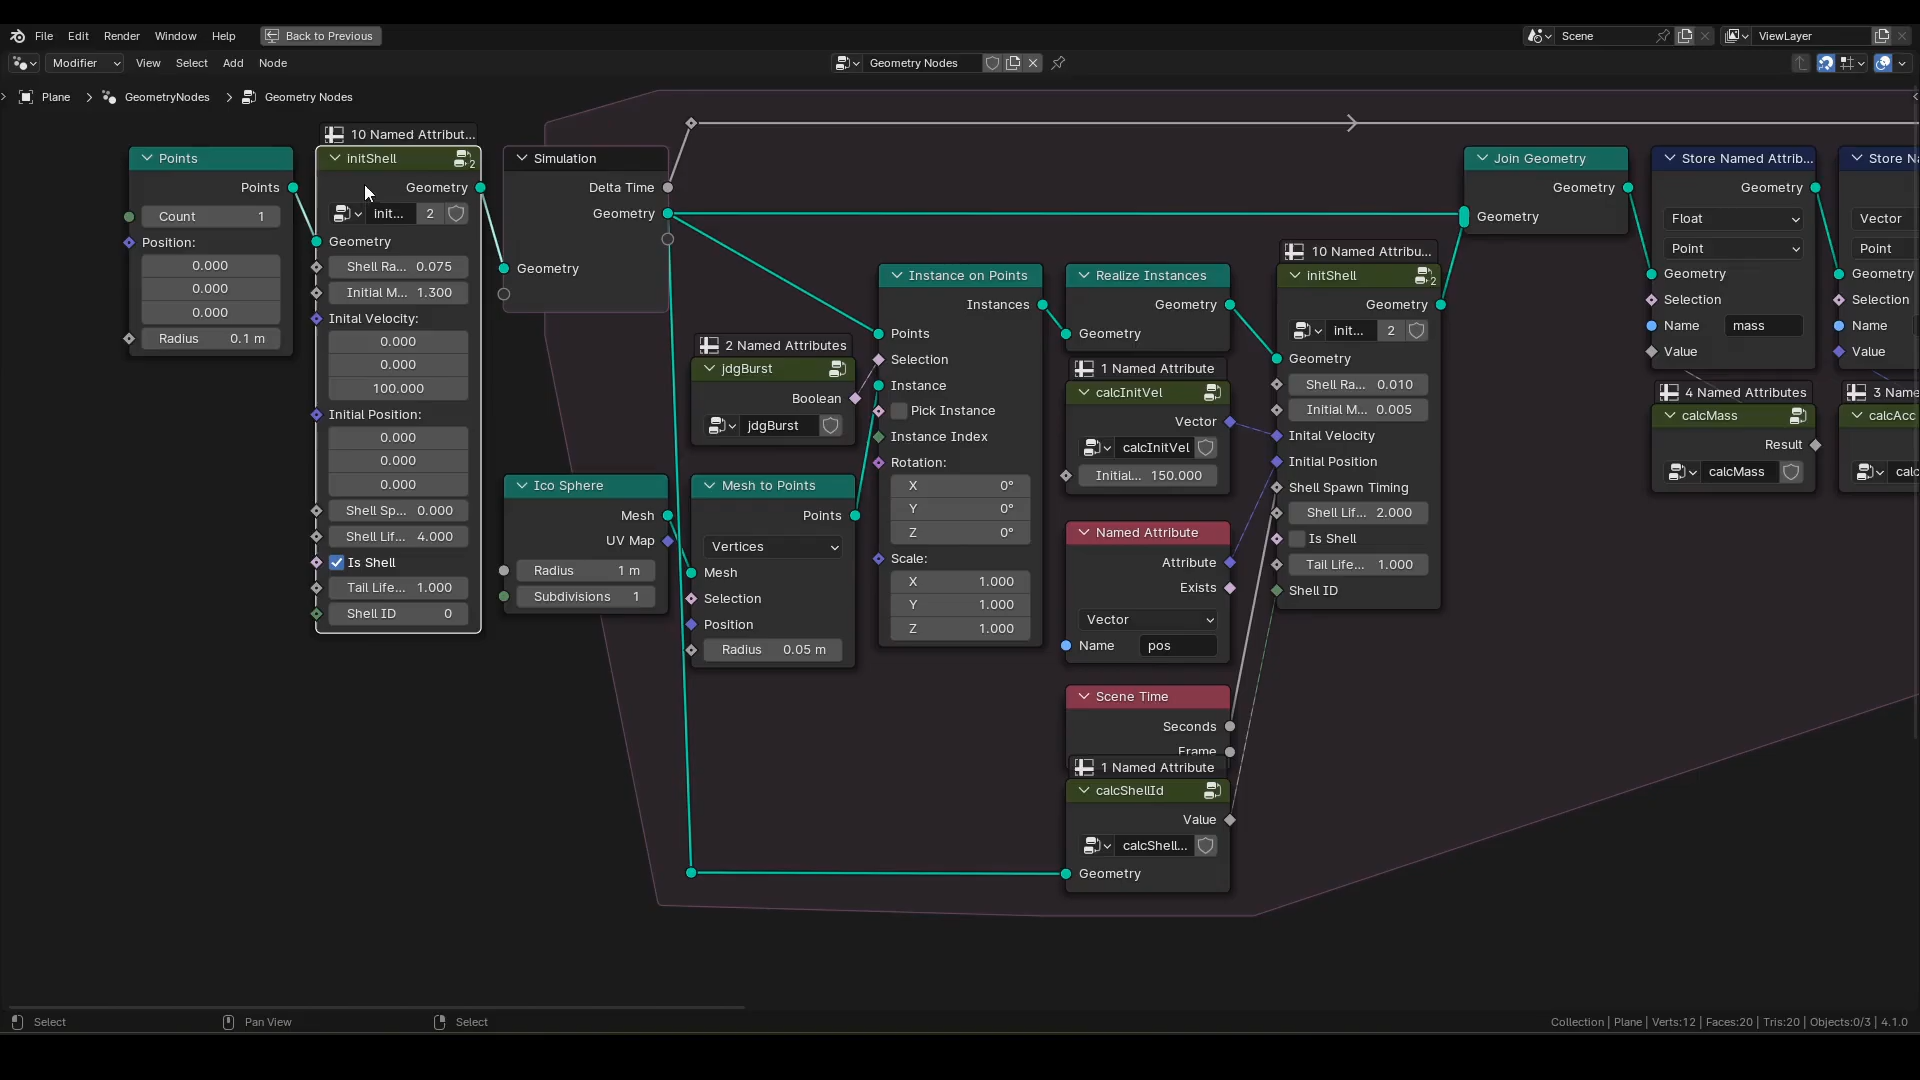 File Edit Render Window Help Back to Previous Scene ViewLayer
Modifier View Select Add Node Geometry Nodes
Plane GeometryNodes Geometry Nodes
10 Named Attribut...
Points
Points
Count 1
Position:
0.000
0.000
0.000
Radius 0.1 m
initShell 2
Geometry
init... 2
Geometry
Shell Ra... 0.075
Initial M... 1.300
Inital Velocity:
0.000
0.000
100.000
Initial Position:
0.000
0.000
0.000
Shell Sp... 0.000
Shell Lif... 4.000
Is Shell
Tail Life... 1.000
Shell ID 0
Simulation
Delta Time
Geometry
Geometry
Ico Sphere
Mesh
UV Map
Radius 1 m
Subdivisions 1
2 Named Attributes
jdgBurst
Boolean
jdgBurst
Mesh to Points
Points
Vertices
Mesh
Selection
Position
Radius 0.05 m
Instance on Points
Instances
Points
Selection
Instance
Pick Instance
Instance Index
Rotation:
X 0°
Y 0°
Z 0°
Scale:
X 1.000
Y 1.000
Z 1.000
Realize Instances
Geometry
Geometry
1 Named Attribute
calcInitVel
Vector
calcInitVel
Initial... 150.000
Named Attribute
Attribute
Exists
Vector
Name pos
Scene Time
Seconds
Frame
1 Named Attribute
calcShellId
Value
calcShell...
Geometry
10 Named Attribu...
initShell 2
Geometry
init... 2
Geometry
Shell Ra... 0.010
Initial M... 0.005
Inital Velocity
Initial Position
Shell Spawn Timing
Shell Lif... 2.000
Is Shell
Tail Life... 1.000
Shell ID
Join Geometry
Geometry
Geometry
Store Named Attrib...
Geometry
Float
Point
Geometry
Selection
Name mass
Value
4 Named Attributes
calcMass
Result
calcMass
Store N
Vector
Point
Geometry
Selection
Name
Value
3 Name
calcAcc
calc
Select Pan View Select Collection | Plane | Verts:12 | Faces:20 | Tris:20 | Objects:0/3 | 4.1.0